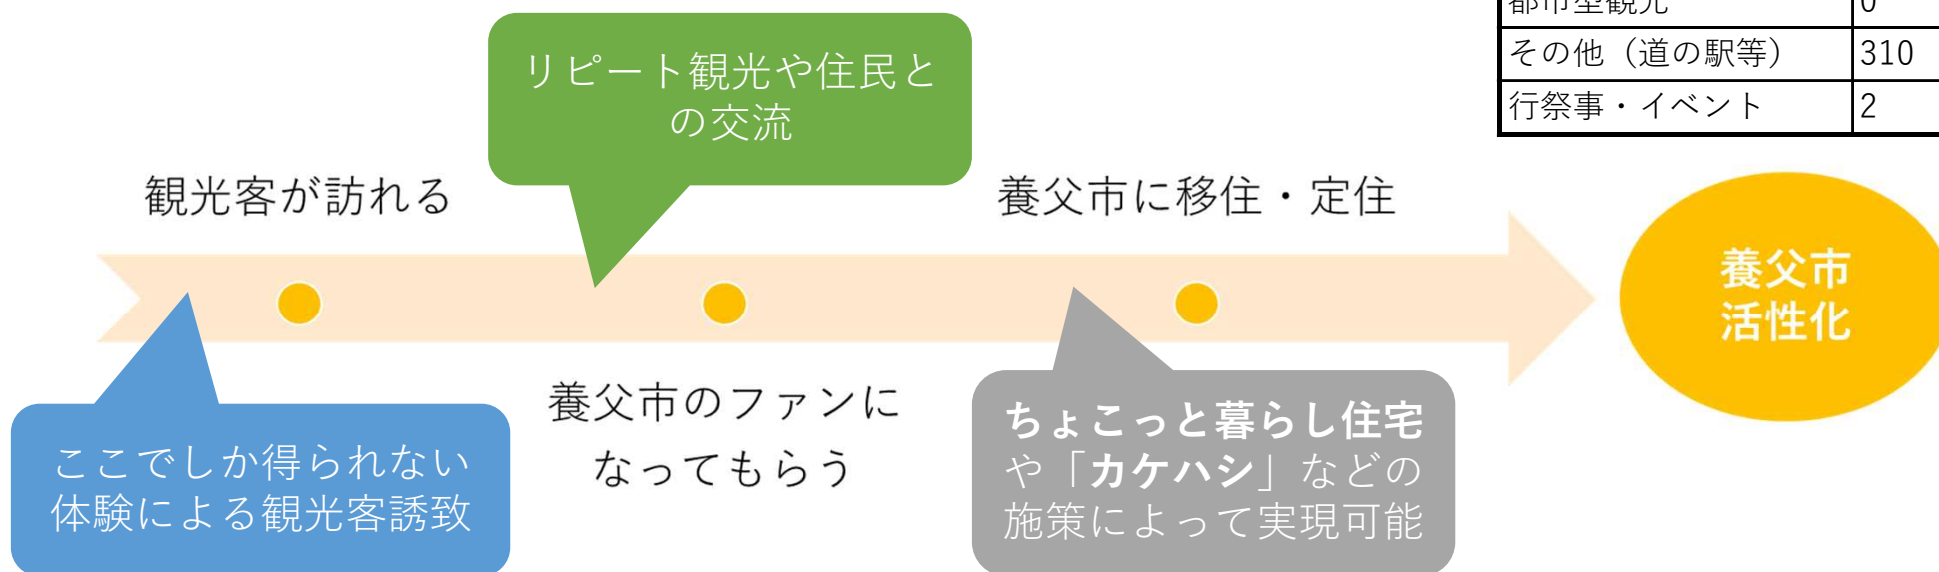 都市型観光 0
その他（道の駅等） 310
行祭事・イベント 2
リピート観光や住民と
の交流
観光客が訪れる
養父市に移住・定住
養父市
活性化
養父市のファンに
なってもらう
ここでしか得られない
体験による観光客誘致
ちょこっと暮らし住宅
や「カケハシ」などの
施策によって実現可能